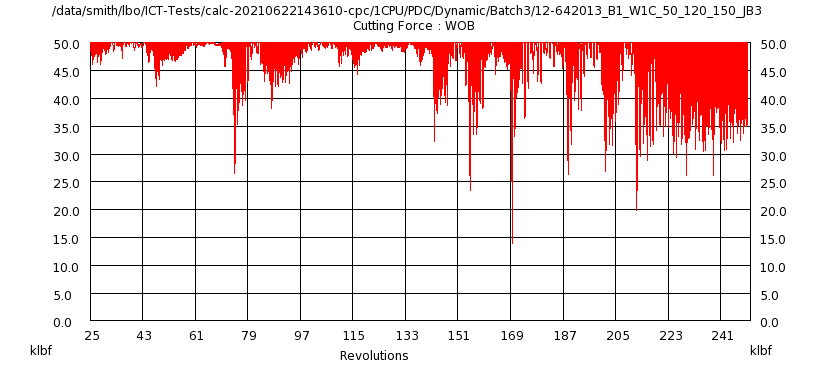 /data/smith/lbo/ICT-Tests/calc-20210622143610-cpc/1CPU/PDC/Dynamic/Batch3/12-642013_B1_W1C_50_120_150_JB3
Cutting Force : WOB
50.0 50.0
45.0 45.0
40.0 40.0
35.0 35.0
30.0 30.0
25.0 25.0
20.0 20.0
15.0 15.0
10.0 10.0
5.0 5.0
0.0 0.0
25 43 61 79 97 115 133 151 169 187 205 223 241
klbf klbf
Revolutions